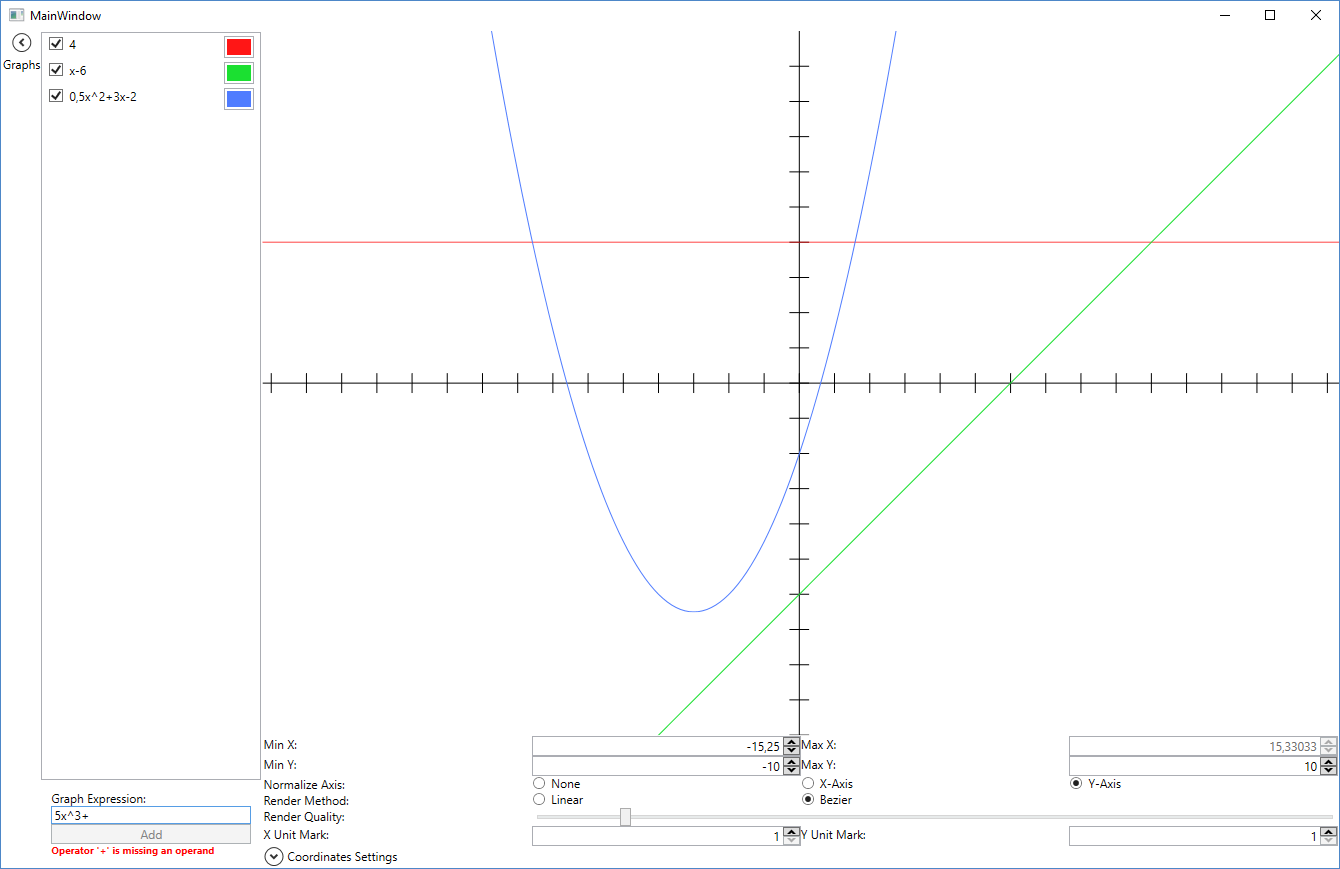 MainWindow
Graphs
4
x-6
0,5x^2+3x-2
Graph Expression:
5x^3+
Add
Operator '+' is missing an operand
Min X: -15,25 Max X: 15,33033
Min Y: -10 Max Y: 10
Normalize Axis: None X-Axis Y-Axis
Render Method: Linear Bezier
Render Quality:
X Unit Mark: 1 Y Unit Mark: 1
Coordinates Settings